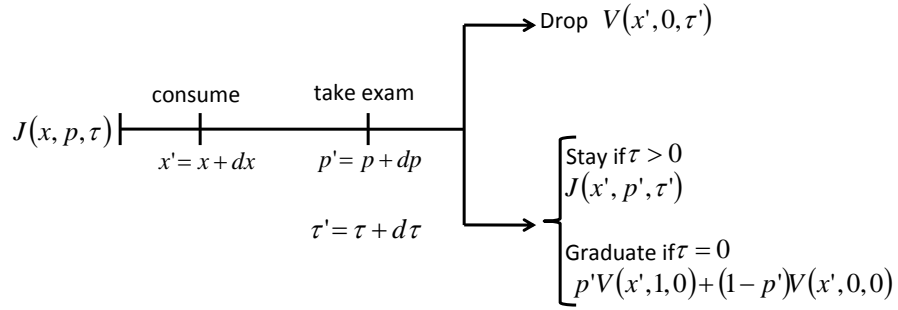 Drop V(x',0,τ')
consume
take exam
J(x, p, τ)
x'= x + dx
p'= p + dp
τ'= τ + dτ
Stay if τ > 0
J(x', p', τ')
Graduate if τ = 0
p'V(x',1,0)+(1− p')V(x',0,0)